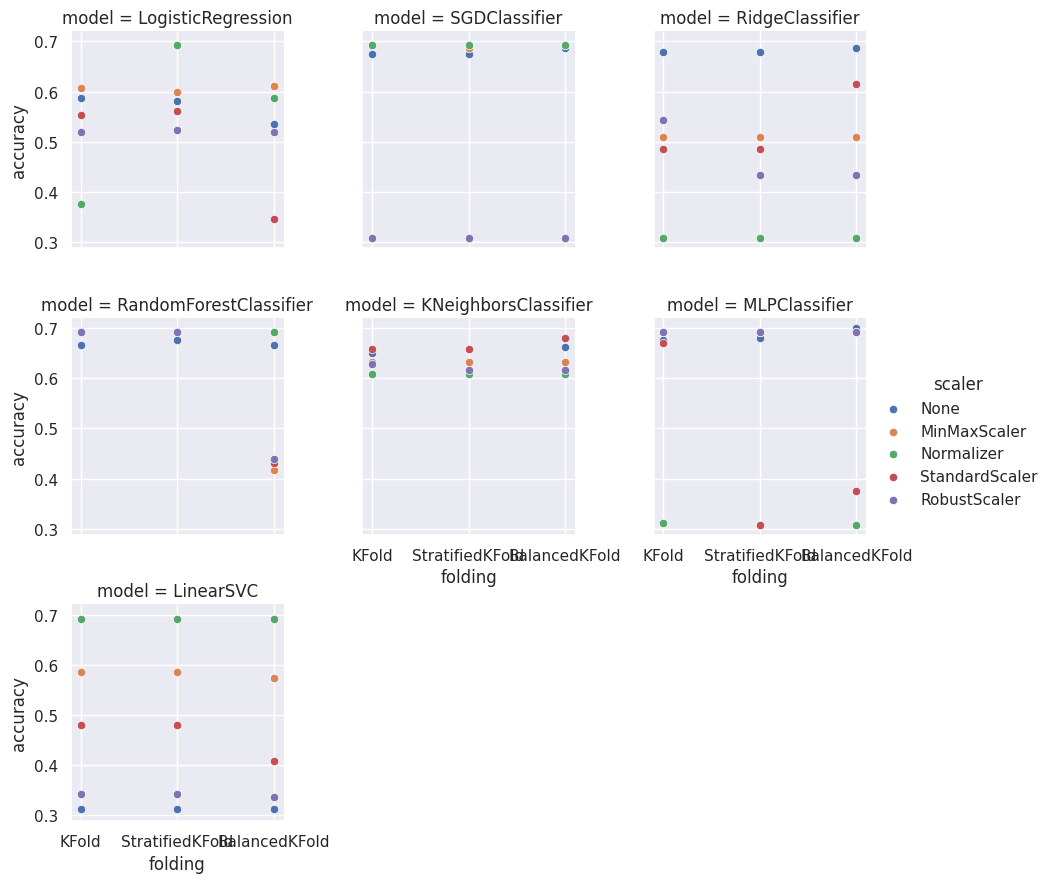 model = LogisticRegression
model = SGDClassifier
model = RidgeClassifier
0.7
0.6
0.5
0.4
0.3
accuracy
model = RandomForestClassifier
model = KNeighborsClassifier
model = MLPClassifier
0.7
0.6
0.5
0.4
0.3
accuracy
KFold
StratifiedKFold
BalancedKFold
folding
KFold
StratifiedKFold
BalancedKFold
folding
scaler
None
MinMaxScaler
Normalizer
StandardScaler
RobustScaler
model = LinearSVC
0.7
0.6
0.5
0.4
0.3
accuracy
KFold
StratifiedKFold
BalancedKFold
folding